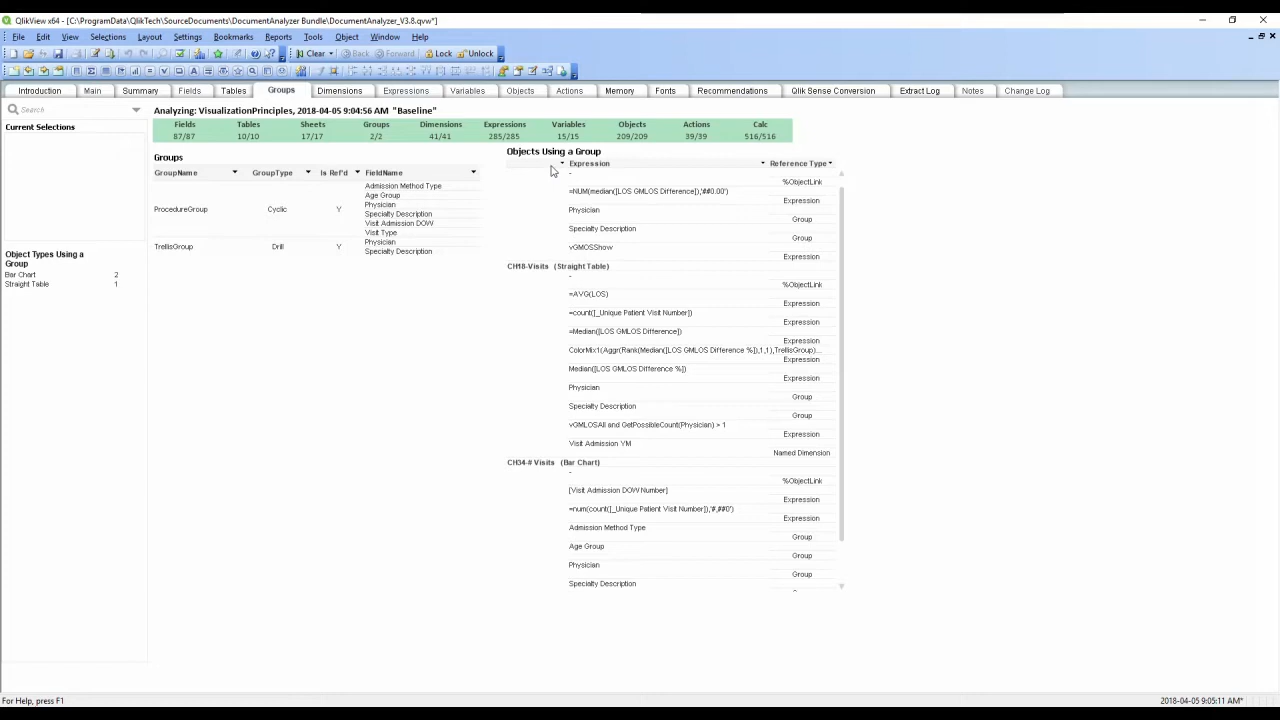 QlikView x64 - [C:\ProgramData\QlikTech\SourceDocuments\DocumentAnalyzer Bundle\DocumentAnalyzer_V3.8.qvw*]
File Edit View Selections Layout Settings Bookmarks Reports Tools Object Window Help
Clear Back Forward Lock Unlock
Introduction Main Summary Fields Tables Groups Dimensions Expressions Variables Objects Actions Memory Fonts Recommendations Qlik Sense Conversion Extract Log Notes Change Log
Search
Analyzing: VisualizationPrinciples, 2018-04-05 9:04:56 AM "Baseline"
Current Selections
Fields Tables Sheets Groups Dimensions Expressions Variables Objects Actions Calc
87/87 10/10 17/17 2/2 41/41 285/285 15/15 209/209 39/39 516/516
Object Types Using a
Group
Bar Chart 2
Straight Table 1
Groups
GroupName GroupType Is Ref'd FieldName
ProcedureGroup Cyclic Y
Admission Method Type
Age Group
Physician
Specialty Description
Visit Admission DOW
Visit Type
TrellisGroup Drill Y
Physician
Specialty Description
Objects Using a Group
Expression Reference Type
-
%ObjectLink
=NUM(median([LOS GMLOS Difference]),'##0.00')
Expression
Physician
Group
Specialty Description
Group
vGMOSShow
Expression
CH18-Visits (Straight Table)
-
%ObjectLink
=AVG(LOS)
Expression
=count([_Unique Patient Visit Number])
Expression
=Median([LOS GMLOS Difference])
Expression
ColorMix1(Aggr(Rank(Median([LOS GMLOS Difference %]),1,1),TrellisGroup)...
Expression
Median([LOS GMLOS Difference %])
Expression
Physician
Group
Specialty Description
Group
vGMLOSAll and GetPossibleCount(Physician) > 1
Expression
Visit Admission YM
Named Dimension
CH34-# Visits (Bar Chart)
-
%ObjectLink
[Visit Admission DOW Number]
Expression
=num(count([_Unique Patient Visit Number]),'#,##0')
Expression
Admission Method Type
Group
Age Group
Group
Physician
Group
Specialty Description
For Help, press F1
2018-04-05 9:05:11 AM*